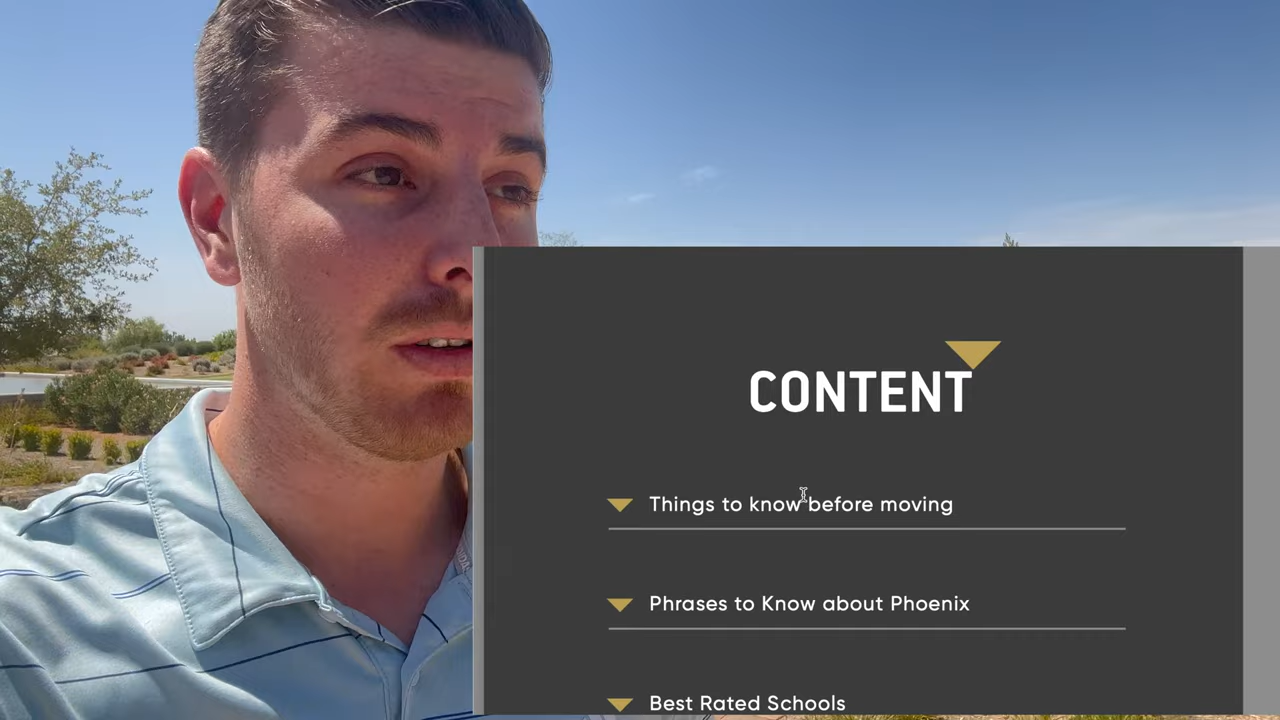 CONTENT
Things to know before moving
Phrases to Know about Phoenix
Best Rated Schools